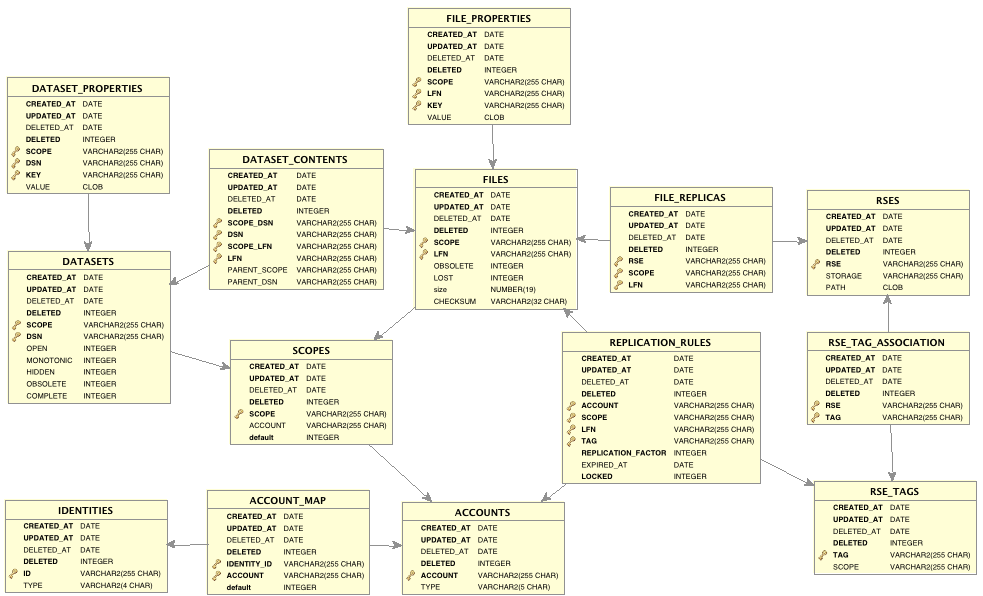 FILE_PROPERTIES
CREATED_AT DATE
UPDATED_AT DATE
DELETED_AT DATE
DELETED INTEGER
SCOPE VARCHAR2(255 CHAR)
LFN VARCHAR2(255 CHAR)
KEY VARCHAR2(255 CHAR)
VALUE CLOB
DATASET_PROPERTIES
CREATED_AT DATE
UPDATED_AT DATE
DELETED_AT DATE
DELETED INTEGER
SCOPE VARCHAR2(255 CHAR)
DSN VARCHAR2(255 CHAR)
KEY VARCHAR2(255 CHAR)
VALUE CLOB
DATASET_CONTENTS
CREATED_AT DATE
UPDATED_AT DATE
DELETED_AT DATE
DELETED INTEGER
SCOPE_DSN VARCHAR2(255 CHAR)
DSN VARCHAR2(255 CHAR)
SCOPE_LFN VARCHAR2(255 CHAR)
LFN VARCHAR2(255 CHAR)
PARENT_SCOPE VARCHAR2(255 CHAR)
PARENT_DSN VARCHAR2(255 CHAR)
FILES
CREATED_AT DATE
UPDATED_AT DATE
DELETED_AT DATE
DELETED INTEGER
SCOPE VARCHAR2(255 CHAR)
LFN VARCHAR2(255 CHAR)
OBSOLETE INTEGER
LOST INTEGER
size NUMBER(19)
CHECKSUM VARCHAR2(32 CHAR)
FILE_REPLICAS
CREATED_AT DATE
UPDATED_AT DATE
DELETED_AT DATE
DELETED INTEGER
RSE VARCHAR2(255 CHAR)
SCOPE VARCHAR2(255 CHAR)
LFN VARCHAR2(255 CHAR)
RSES
CREATED_AT DATE
UPDATED_AT DATE
DELETED_AT DATE
DELETED INTEGER
RSE VARCHAR2(255 CHAR)
STORAGE VARCHAR2(255 CHAR)
PATH CLOB
DATASETS
CREATED_AT DATE
UPDATED_AT DATE
DELETED_AT DATE
DELETED INTEGER
SCOPE VARCHAR2(255 CHAR)
DSN VARCHAR2(255 CHAR)
OPEN INTEGER
MONOTONIC INTEGER
HIDDEN INTEGER
OBSOLETE INTEGER
COMPLETE INTEGER
SCOPES
CREATED_AT DATE
UPDATED_AT DATE
DELETED_AT DATE
DELETED INTEGER
SCOPE VARCHAR2(255 CHAR)
ACCOUNT VARCHAR2(255 CHAR)
default INTEGER
REPLICATION_RULES
CREATED_AT DATE
UPDATED_AT DATE
DELETED_AT DATE
DELETED INTEGER
ACCOUNT VARCHAR2(255 CHAR)
SCOPE VARCHAR2(255 CHAR)
LFN VARCHAR2(255 CHAR)
TAG VARCHAR2(255 CHAR)
REPLICATION_FACTOR INTEGER
EXPIRED_AT DATE
LOCKED INTEGER
RSE_TAG_ASSOCIATION
CREATED_AT DATE
UPDATED_AT DATE
DELETED_AT DATE
DELETED INTEGER
RSE VARCHAR2(255 CHAR)
TAG VARCHAR2(255 CHAR)
IDENTITIES
CREATED_AT DATE
UPDATED_AT DATE
DELETED_AT DATE
DELETED INTEGER
ID VARCHAR2(255 CHAR)
TYPE VARCHAR2(4 CHAR)
ACCOUNT_MAP
CREATED_AT DATE
UPDATED_AT DATE
DELETED_AT DATE
DELETED INTEGER
IDENTITY_ID VARCHAR2(255 CHAR)
ACCOUNT VARCHAR2(255 CHAR)
default INTEGER
ACCOUNTS
CREATED_AT DATE
UPDATED_AT DATE
DELETED_AT DATE
DELETED INTEGER
ACCOUNT VARCHAR2(255 CHAR)
TYPE VARCHAR2(5 CHAR)
RSE_TAGS
CREATED_AT DATE
UPDATED_AT DATE
DELETED_AT DATE
DELETED INTEGER
TAG VARCHAR2(255 CHAR)
SCOPE VARCHAR2(255 CHAR)